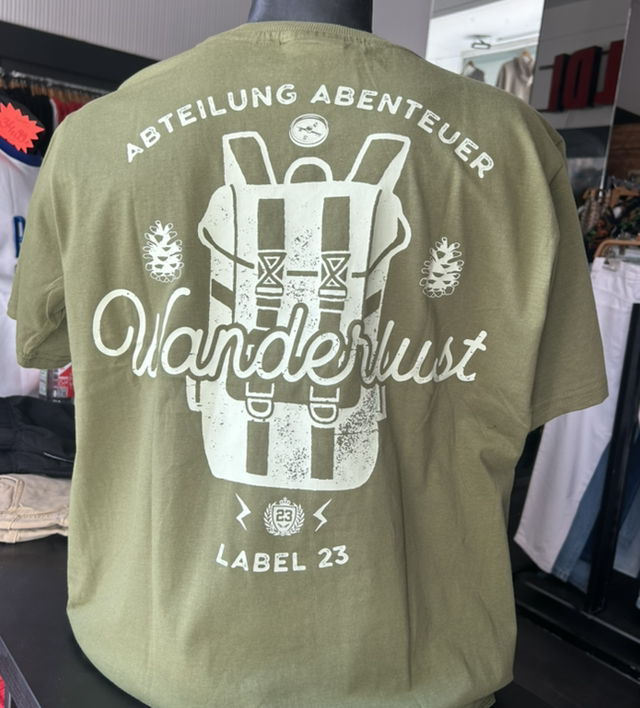 ABTEILUNG ABENTEUER
Wanderlust
23
LABEL 23